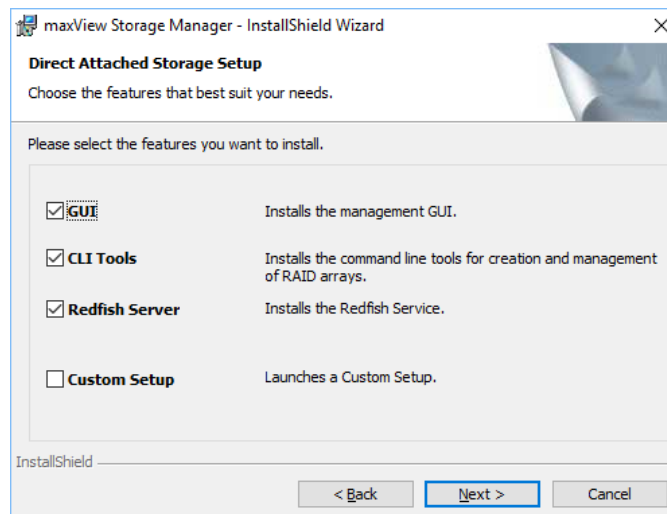 maxView Storage Manager - InstallShield Wizard
Direct Attached Storage Setup
Choose the features that best suit your needs.
Please select the features you want to install.
GUI
Installs the management GUI.
CLI Tools
Installs the command line tools for creation and management
of RAID arrays.
Redfish Server
Installs the Redfish Service.
Custom Setup
Launches a Custom Setup.
InstallShield
< Back
Next >
Cancel